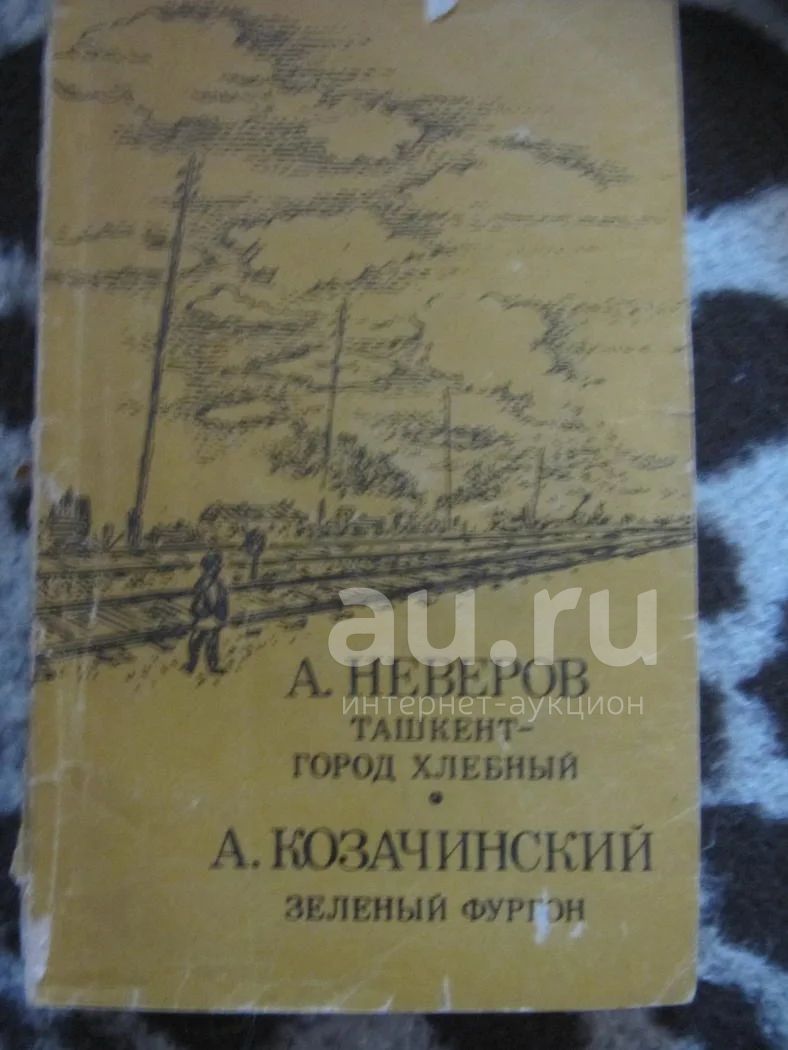 au.ru
А. НЕВЕРОВ
интернет-аукцион
ТАШКЕНТ-
ГОРОД ХЛЕБНЫЙ
•
А. КОЗАЧИНСКИЙ
ЗЕЛЕНЫЙ ФУРГОН